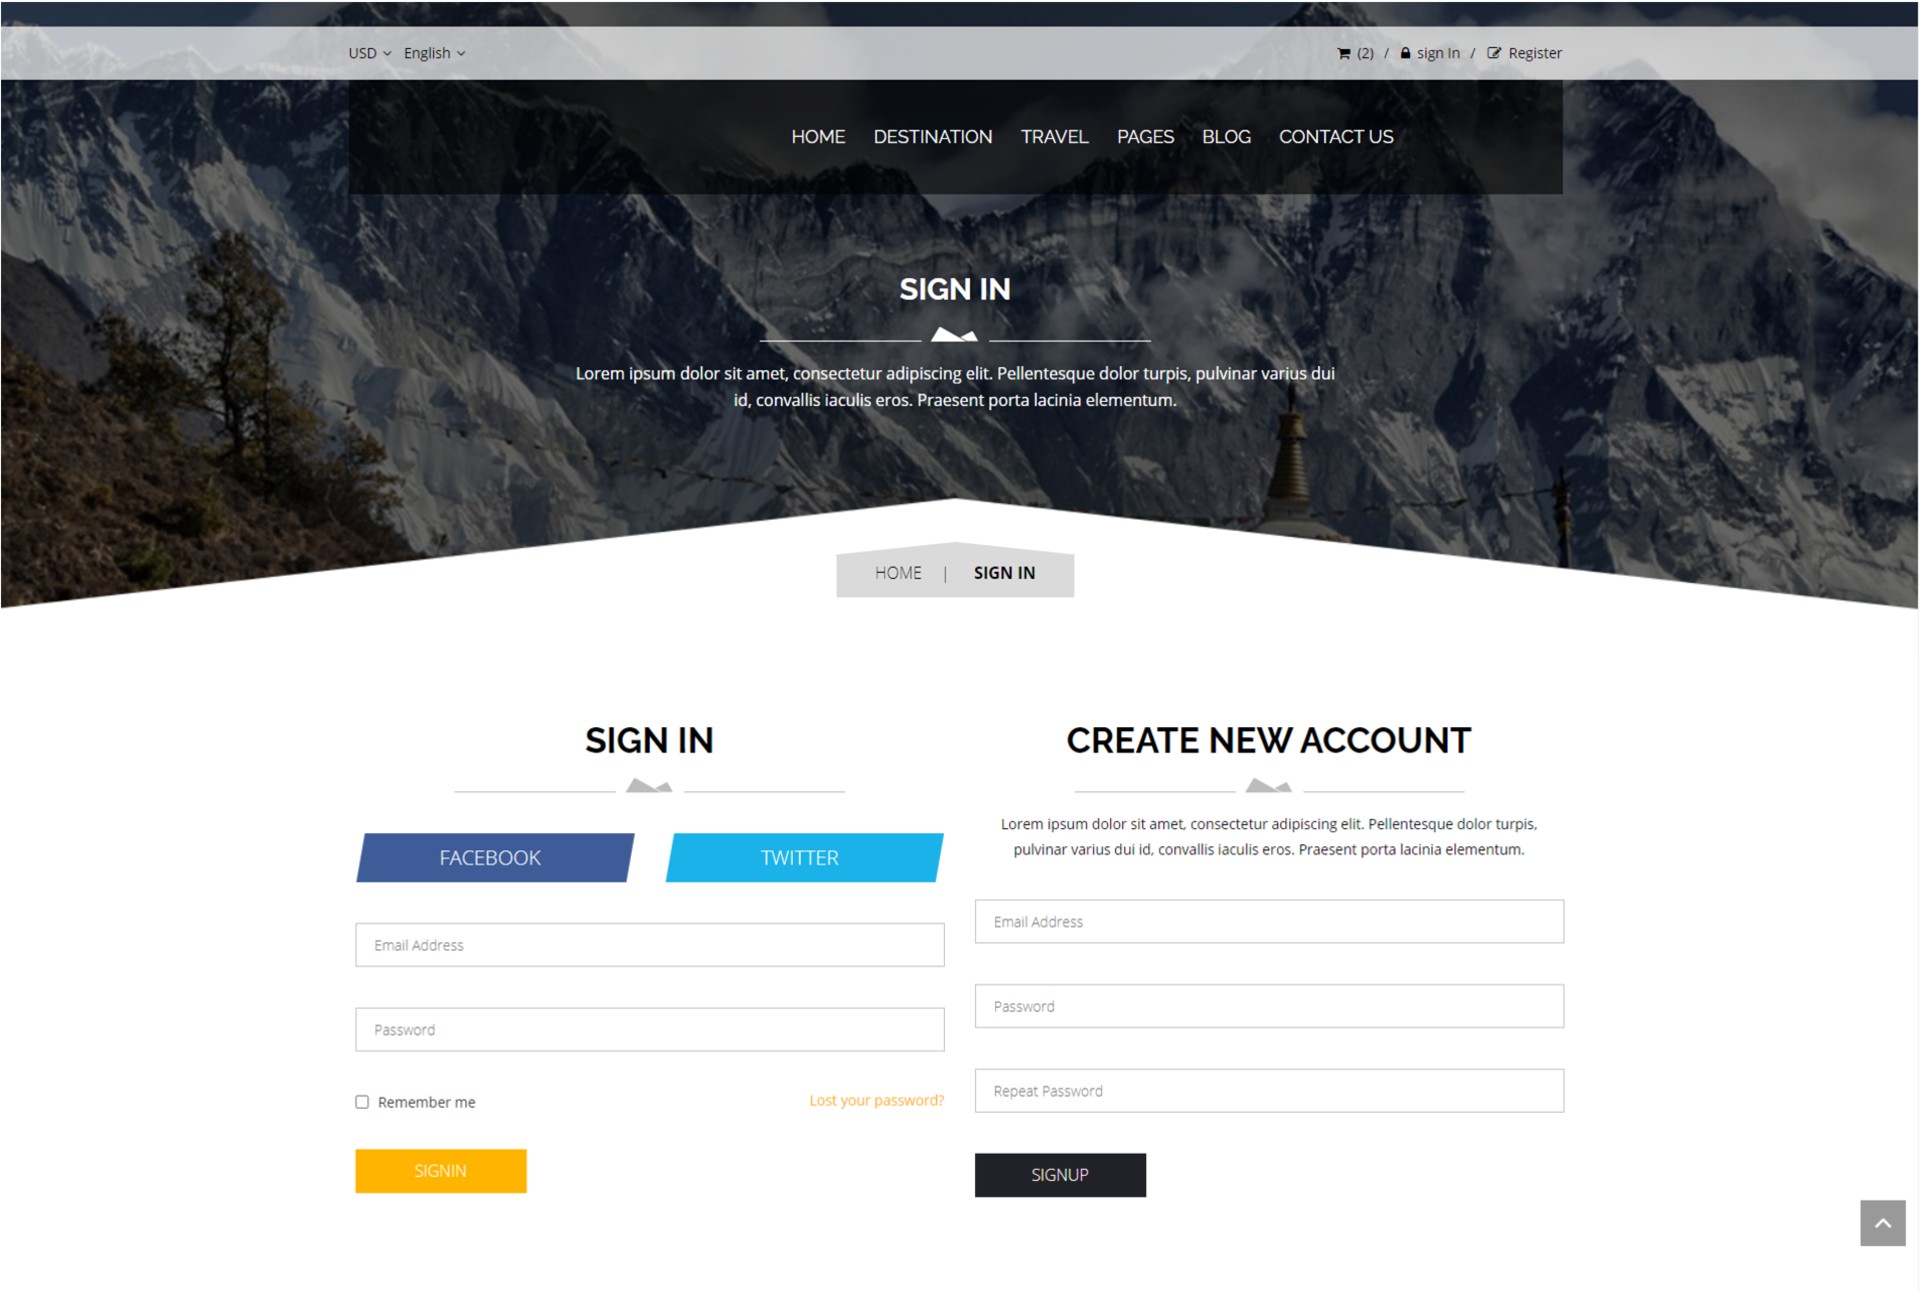 USD English (2) / sign In / Register
HOME DESTINATION TRAVEL PAGES BLOG CONTACT US
SIGN IN
Lorem ipsum dolor sit amet, consectetur adipiscing elit. Pellentesque dolor turpis, pulvinar varius dui
id, convallis iaculis eros. Praesent porta lacinia elementum.
HOME | SIGN IN
SIGN IN
FACEBOOK TWITTER
Email Address
Password
Remember me Lost your password?
SIGNIN
CREATE NEW ACCOUNT
Lorem ipsum dolor sit amet, consectetur adipiscing elit. Pellentesque dolor turpis,
pulvinar varius dui id, convallis iaculis eros. Praesent porta lacinia elementum.
Email Address
Password
Repeat Password
SIGNUP